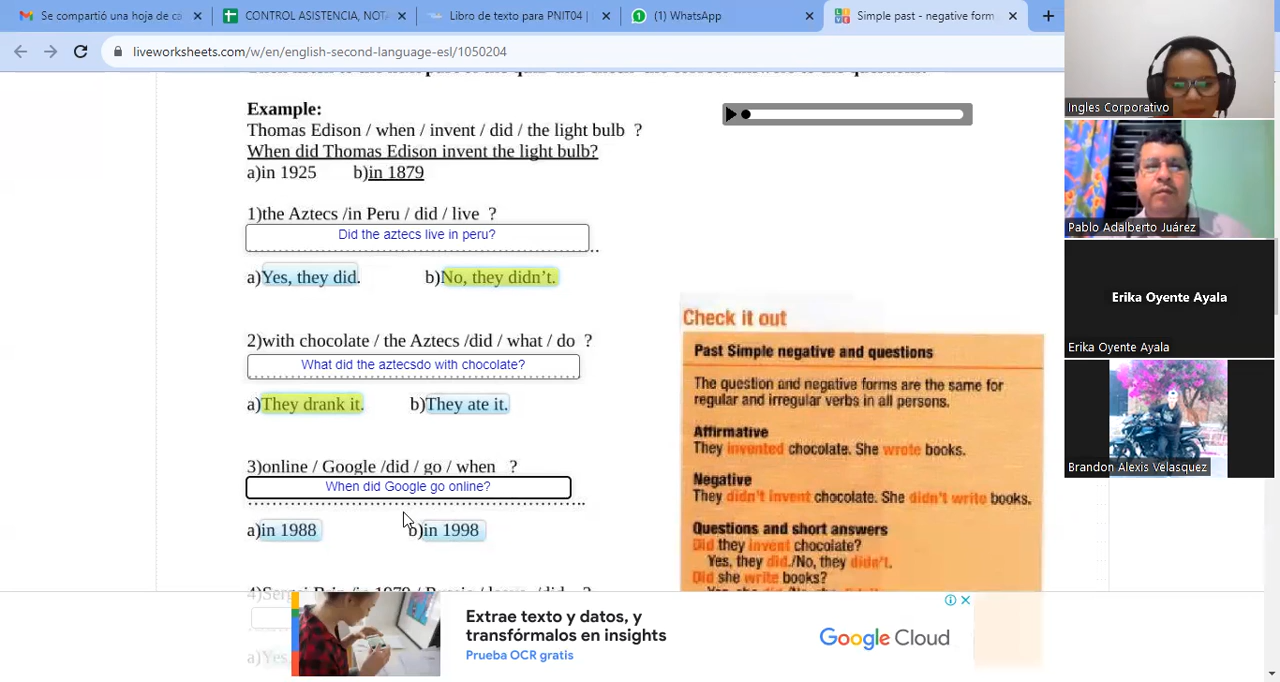 Se compartió una hoja de ca
CONTROL ASISTENCIA, NOTA
Libro de texto para PNIT04 |
(1) WhatsApp
Simple past - negative form
liveworksheets.com/w/en/english-second-language-esl/1050204
Example:
Thomas Edison / when / invent / did / the light bulb ?
When did Thomas Edison invent the light bulb?
a)in 1925 b)in 1879
1)the Aztecs /in Peru / did / live ?
Did the aztecs live in peru?
a)Yes, they did. b)No, they didn't.
2)with chocolate / the Aztecs /did / what / do ?
What did the aztecsdo with chocolate?
a)They drank it. b)They ate it.
3)online / Google /did / go / when ?
When did Google go online?
a)in 1988 b)in 1998
Check it out
Past Simple negative and questions
The question and negative forms are the same for
regular and irregular verbs in all persons.
Affirmative
They invented chocolate. She wrote books.
Negative
They didn't invent chocolate. She didn't write books.
Questions and short answers
Did they invent chocolate?
Yes, they did./No, they didn't.
Did she write books?
Extrae texto y datos, y
transfórmalos en insights
Prueba OCR gratis
Google Cloud
Ingles Corporativo
Pablo Adalberto Juárez
Erika Oyente Ayala
Erika Oyente Ayala
Brandon Alexis Velasquez